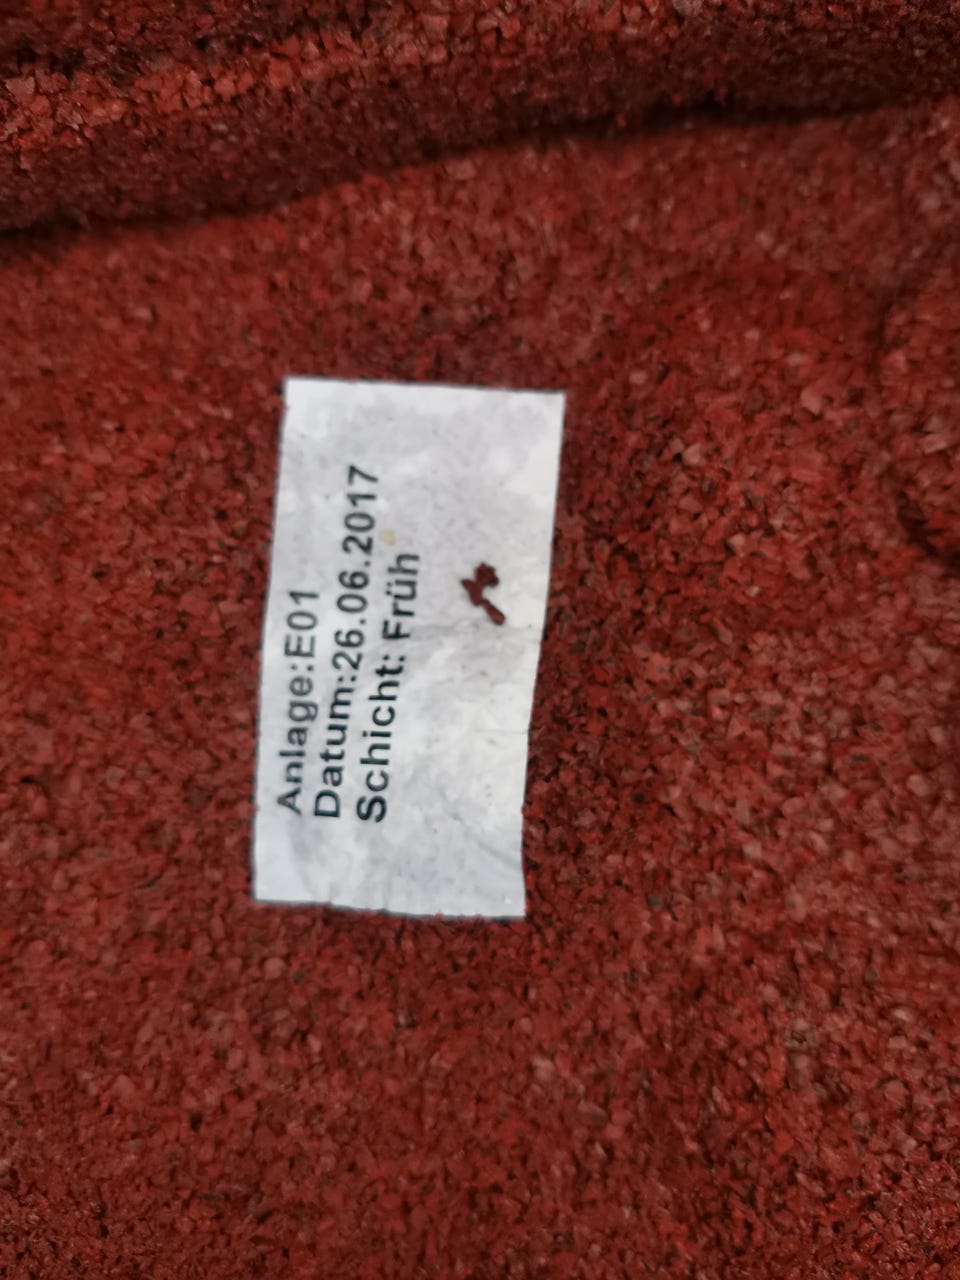 Anlage:E01
Datum:26.06.2017
Schicht: Früh